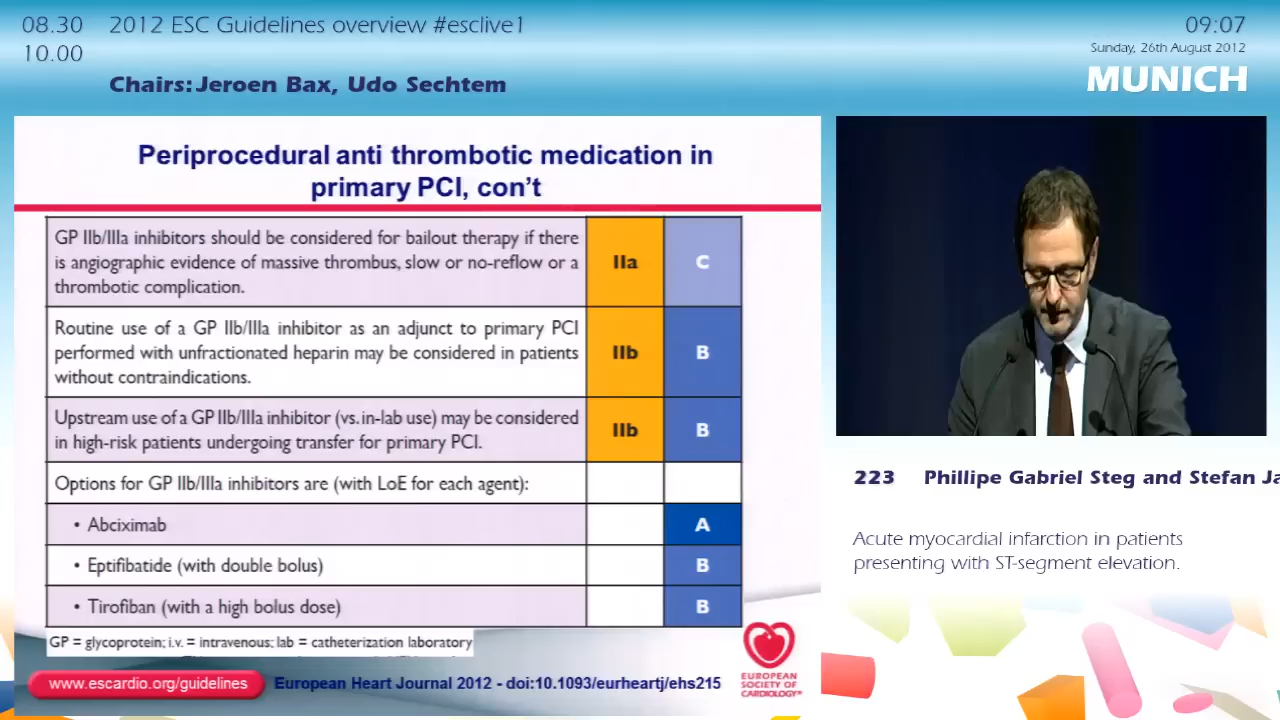 08.30 2012 ESC Guidelines overview #esclive1
10.00
Chairs: Jeroen Bax, Udo Sechtem
09:07
Sunday, 26th August 2012
MUNICH
Periprocedural anti thrombotic medication in
primary PCI, con't
GP IIb/IIIa inhibitors should be considered for bailout therapy if there
is angiographic evidence of massive thrombus, slow or no-reflow or a
thrombotic complication.
IIa C
Routine use of a GP IIb/IIIa inhibitor as an adjunct to primary PCI
performed with unfractionated heparin may be considered in patients
without contraindications.
IIb B
Upstream use of a GP IIb/IIIa inhibitor (vs. in-lab use) may be considered
in high-risk patients undergoing transfer for primary PCI.
IIb B
Options for GP IIb/IIIa inhibitors are (with LoE for each agent):
• Abciximab A
• Eptifibatide (with double bolus) B
• Tirofiban (with a high bolus dose) B
GP = glycoprotein; i.v. = intravenous; lab = catheterization laboratory
www.escardio.org/guidelines European Heart Journal 2012 - doi:10.1093/eurheartj/ehs215
EUROPEAN
SOCIETY OF
CARDIOLOGY®
223 Phillipe Gabriel Steg and Stefan Ja
Acute myocardial infarction in patients
presenting with ST-segment elevation.